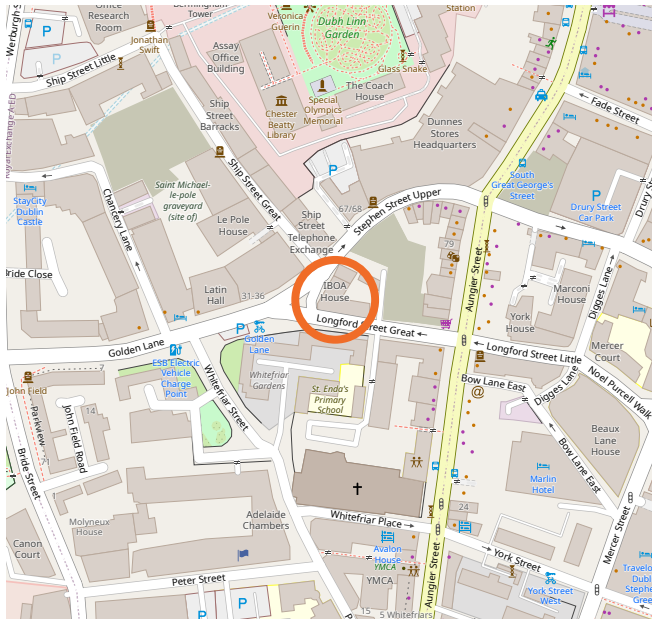 Office
Research
Room
Tower
Veronica
Guerin
Dubh Linn
Garden
Station
Jonathan
Swift
Assay
Office
Building
Glass Snake
Werburgh S
P
P
Ship Street Little
The Coach
House
Special
Olympics
Memorial
Chester
Beatty
Library
Ship
Street
Barracks
Dunnes
Stores
Headquarters
Fade Street
P
South
Great George's
Street
P
Drury Street
Car Park
Saint Michael-
le-pole
graveyard
(site of)
StayCity
Dublin
Castle
Chancery Lane
Ship Street Great
Le Pole
House
67/68
Stephen Street Upper
Ship
Street
Telephone
Exchange
79
Aungier Street
Bride Close
Latin
Hall
31-36
IBOA
House
York
House
Marconi
House
Digges Lane
Longford Street Great
Golden Lane
P
Golden
Lane
Mercer
Court
Longford Street Little
Noel Purcell Walk
ESB Electric
Vehicle
Charge
Point
Whitefriar Street
Whitefriar
Gardens
St. Enda's
Primary
School
Bow Lane East
@
Digges Lane
John Field
Parkview
14
John Field Road
Bride Street
Beaux
Lane
House
Bow Lane East
Marlin
Hotel
Mercer Street
Molyneux
House
Adelaide
Chambers
24
Whitefriar Place
Canon
Court
Avalon
House
YMCA
YMCA
Aungier Street
York Street
York Street
West
Peter Street
P
P
15
5 Whitefriars